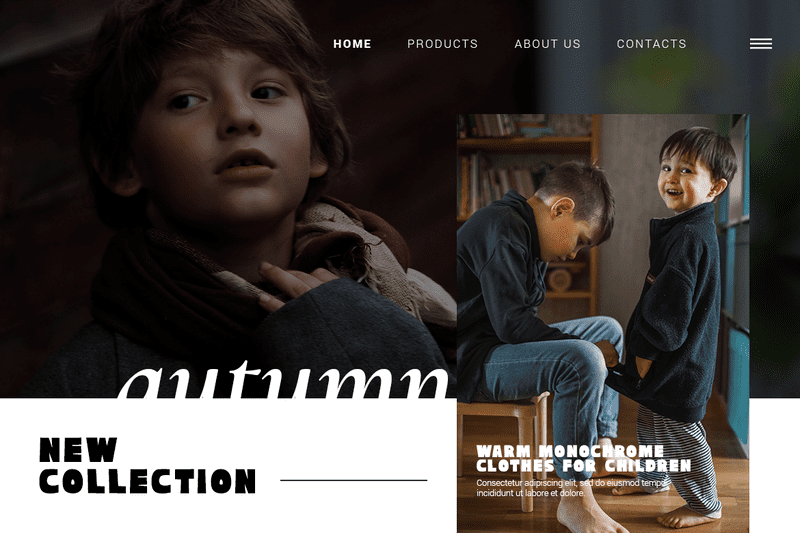 HOME PRODUCTS ABOUT US CONTACTS
autumn
NEW
COLLECTION
WARM MONOCHROME
CLOTHES FOR CHILDREN
Consectetur adipiscing elit, sed do eiusmod tempor
incididunt ut labore et dolore.